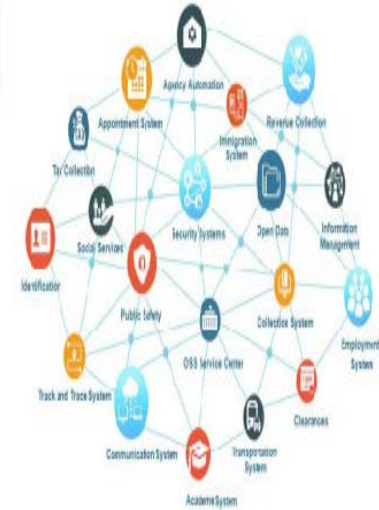 Agency Automation
Appointment System
Revenue Collection
Immigration
System
Tax Collection
Social Services
Security Systems
Open Data
Information
Management
Identification
Public Safety
Collection System
Employment
System
OSS Service Center
Track and Trace System
Clearances
Communication System
Transportation
System
Academe System